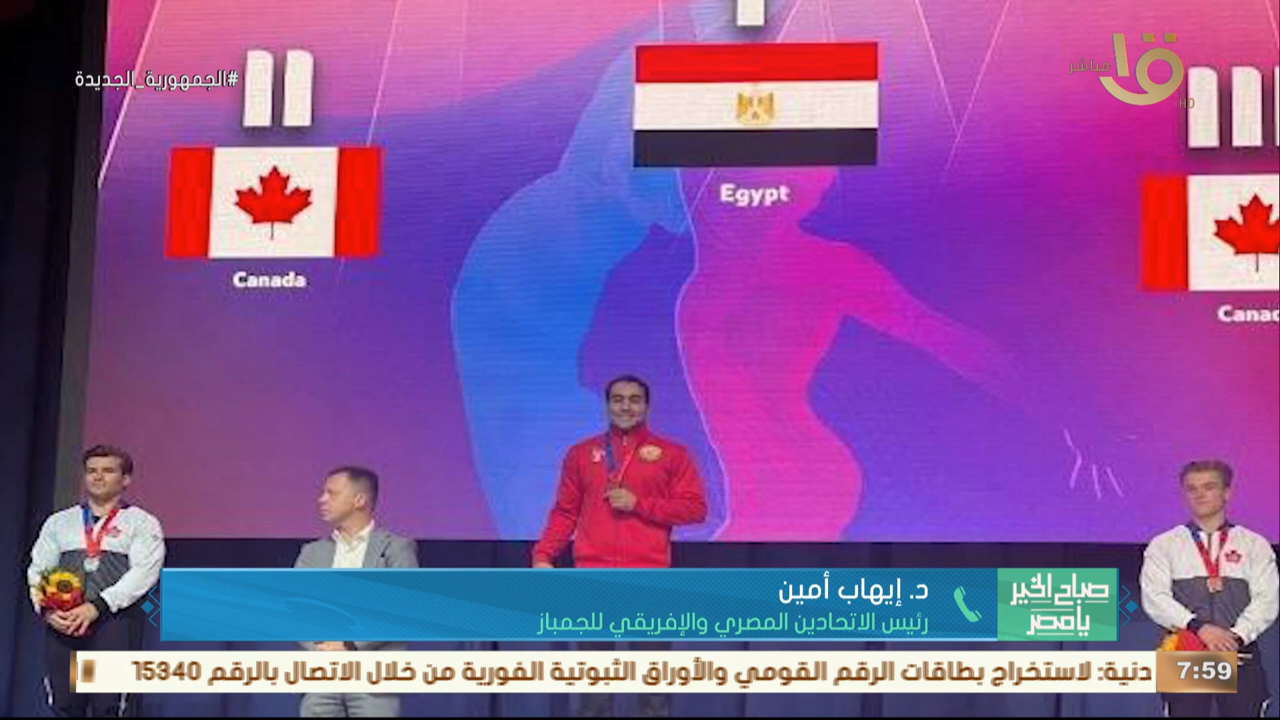 #الجمهورية_الجديدة
مباشر
HD
Egypt
Canada
Canad
صباح الخير
يا مصر
د. إيهاب أمين
رئيس الاتحادين المصري والإفريقي للجمباز
7:59
دنية: لاستخراج بطاقات الرقم القومي والأوراق الثبوتية الفورية من خلال الاتصال بالرقم 15340